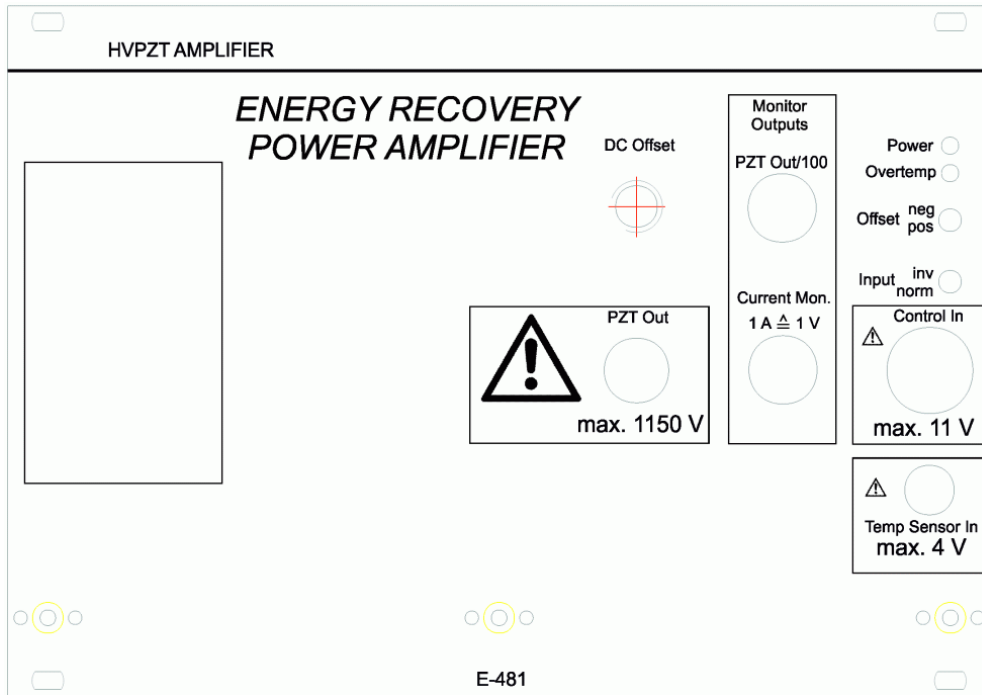 HVPZT AMPLIFIER
ENERGY RECOVERY
POWER AMPLIFIER
DC Offset
Monitor
Outputs
PZT Out/100
Current Mon.
1 A ≙ 1 V
Power
Overtemp
Offset neg
pos
Input inv
norm
PZT Out
max. 1150 V
Control In
max. 11 V
Temp Sensor In
max. 4 V
E-481